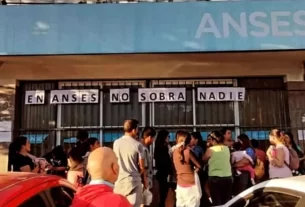 ANSES
EN ANSES NO SOBRA NADIE